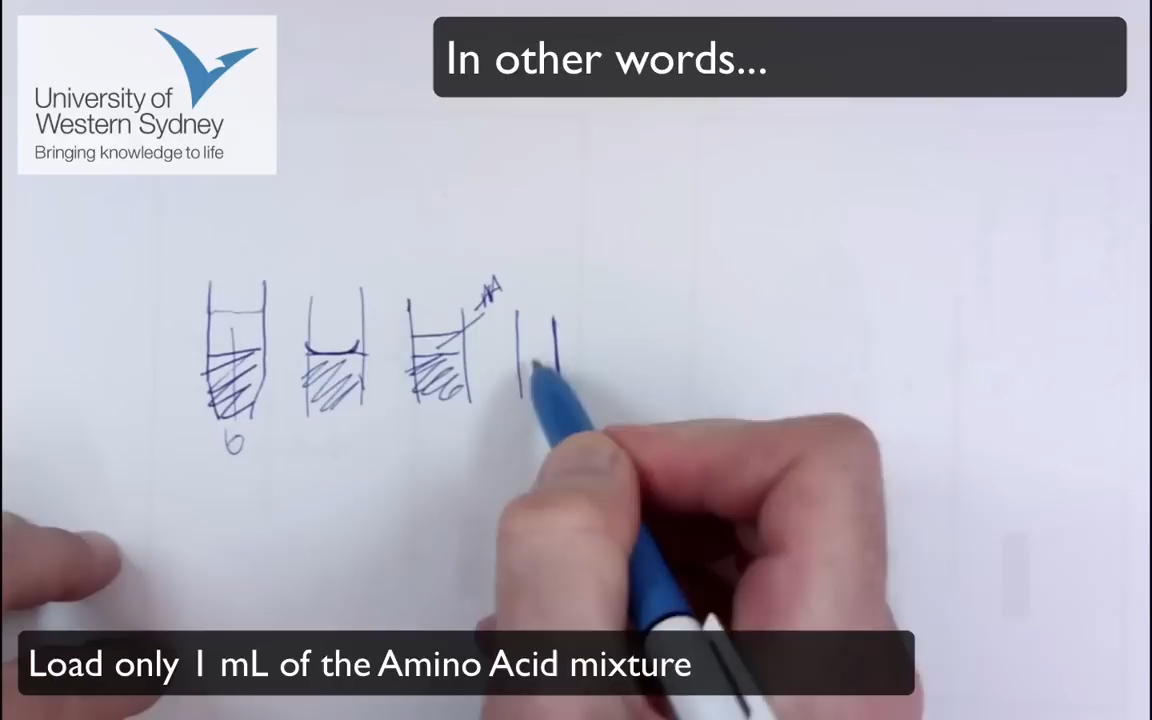 In other words...
University of
Western Sydney
Bringing knowledge to life
AA
Load only 1 mL of the Amino Acid mixture